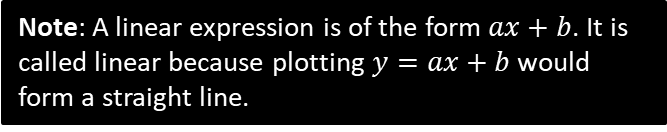 Note: A linear expression is of the form ax + b. It is
called linear because plotting y = ax + b would
form a straight line.